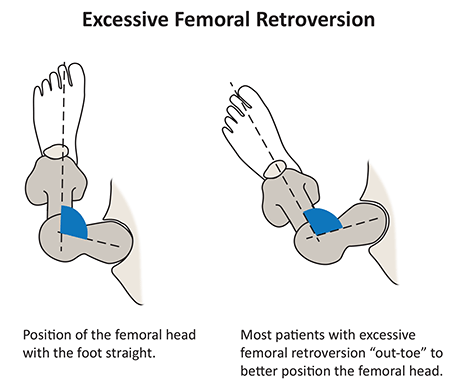 Excessive Femoral Retroversion
Position of the femoral head
with the foot straight.
Most patients with excessive
femoral retroversion “out-toe” to
better position the femoral head.